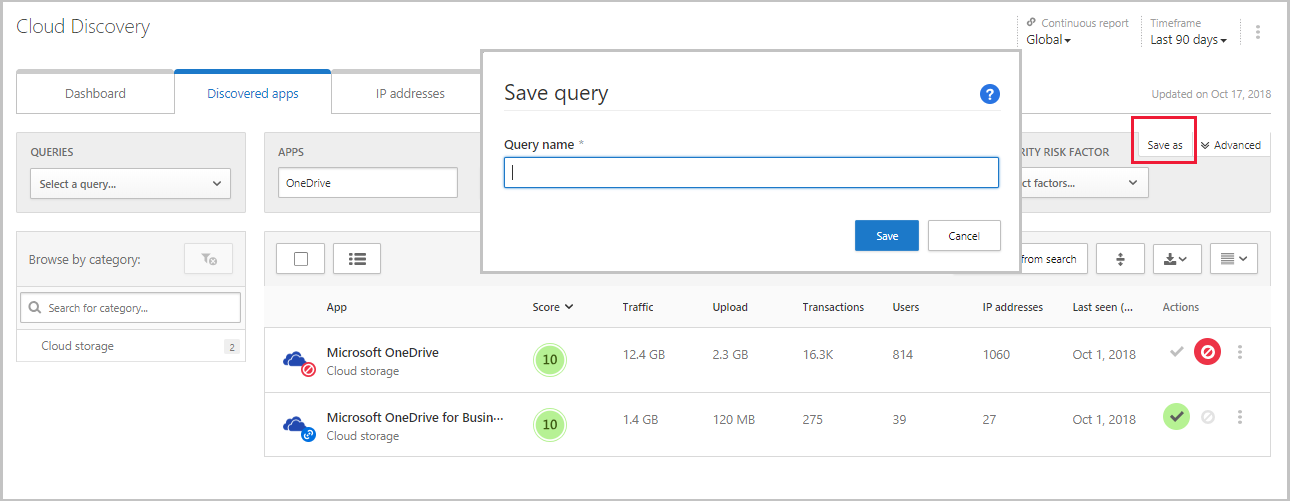 Cloud Discovery
Continuous report
Global
Timeframe
Last 90 days
Dashboard
Discovered apps
IP addresses
Updated on Oct 17, 2018
Save query
?
Query name *
Save
Cancel
QUERIES
Select a query...
APPS
OneDrive
RISK FACTOR
factors...
Save as
Advanced
Browse by category:
Search for category...
Cloud storage 2
from search
App Score Traffic Upload Transactions Users IP addresses Last seen (... Actions
Microsoft OneDrive
Cloud storage
10 12.4 GB 2.3 GB 16.3K 814 1060 Oct 1, 2018
Microsoft OneDrive for Busin...
Cloud storage
10 1.4 GB 120 MB 275 39 27 Oct 1, 2018